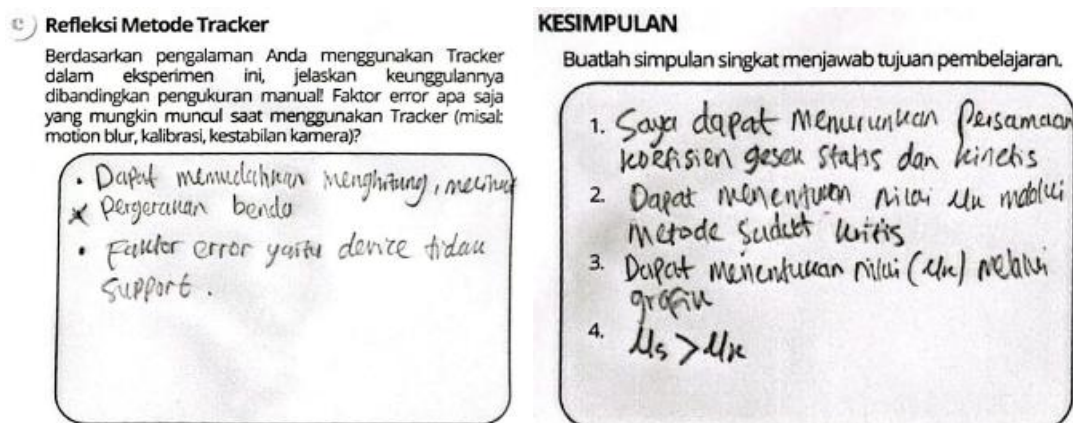 Refleksi Metode Tracker
Berdasarkan pengalaman Anda menggunakan Tracker
dalam eksperimen ini, jelaskan keunggulannya
dibandingkan pengukuran manual! Faktor error apa saja
yang mungkin muncul saat menggunakan Tracker (misal:
motion blur, kalibrasi, kestabilan kamera)?
• Dapat memudahkan menghitung, melihat
Pergerakan benda
• Faktor error yaitu device tidak
Support.
KESIMPULAN
Buatlah simpulan singkat menjawab tujuan pembelajaran.
1. Saya dapat Menurunkan Persamaan
koefisien gesek statis dan kinetis
2. Dapat menentukan nilai μk melalui
metode Sudut kritis
3. Dapat menentukan nilai (μk) melalui
grafik
4. μs > μk